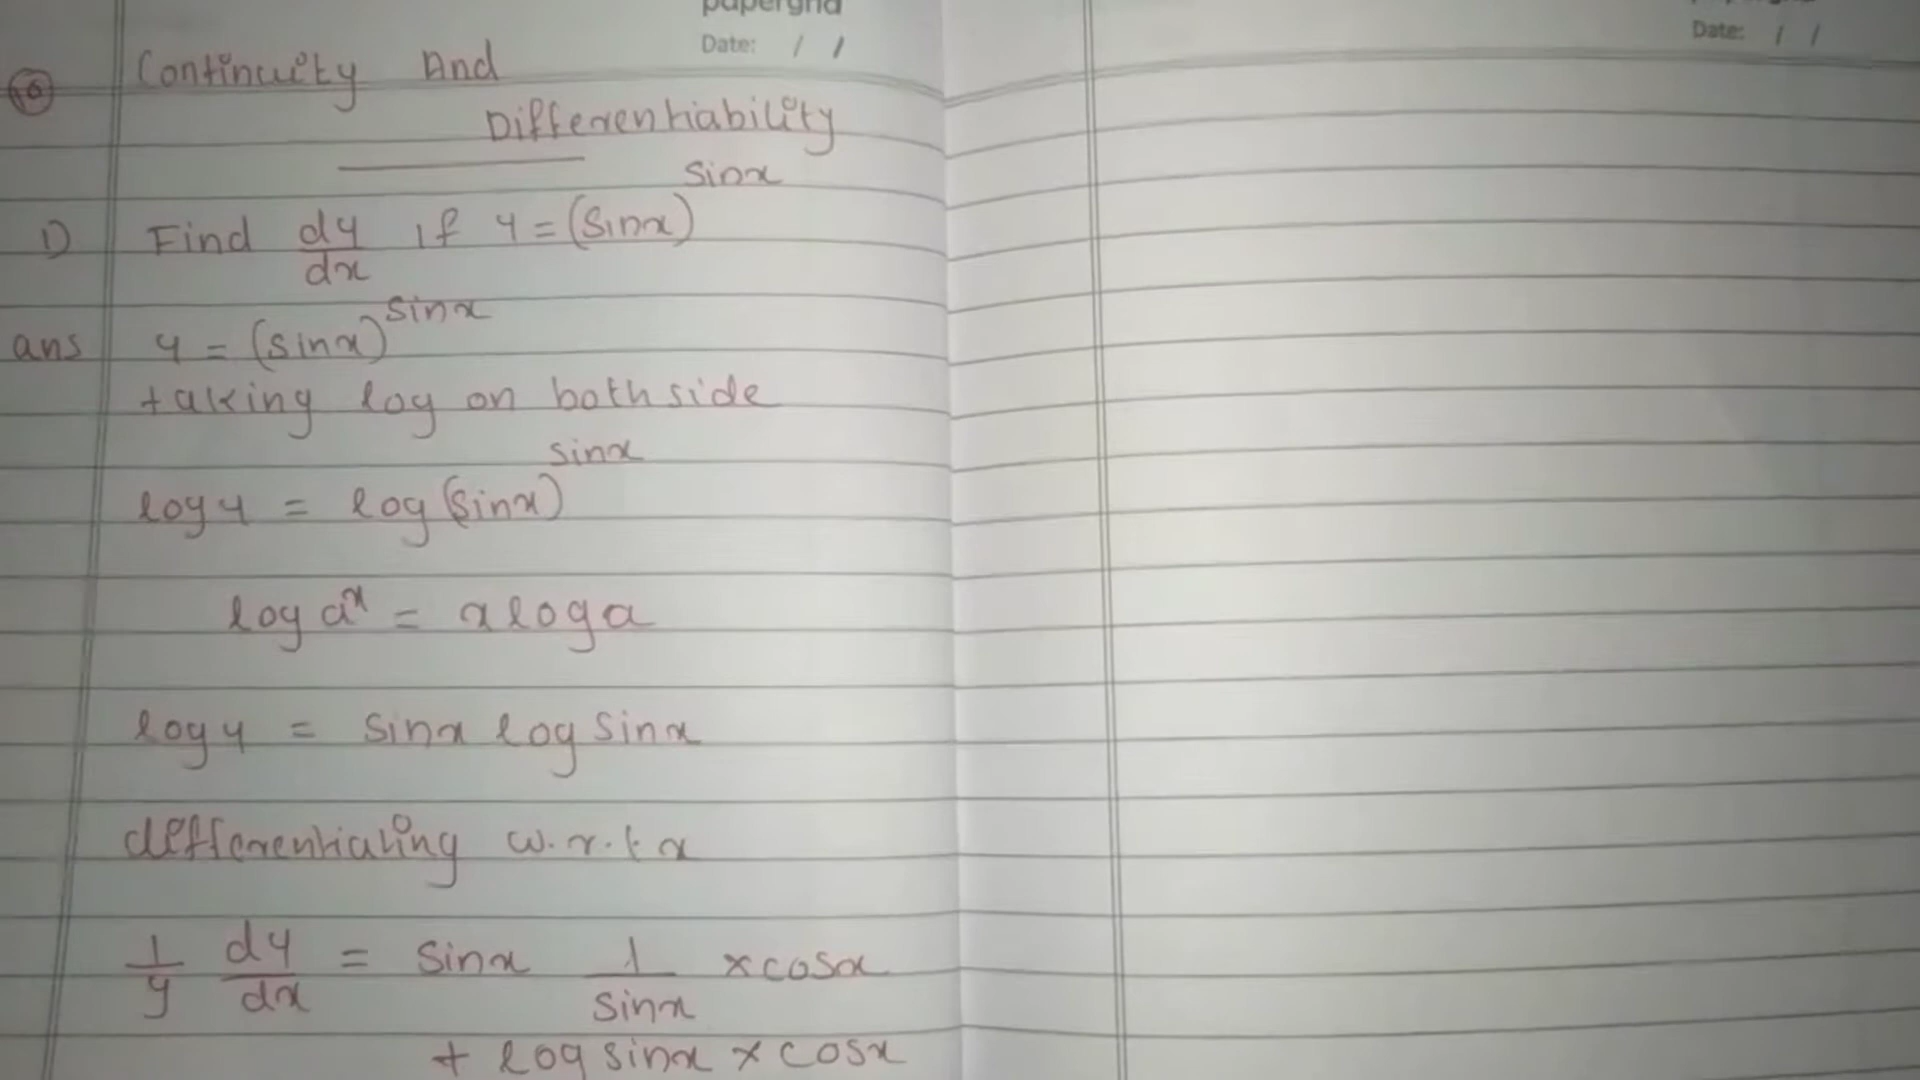 papergrid
Date: / /
Date: / /
Continuity And
Differentiability
1) Find dy/dx if y = (sinx)^sinx
ans y = (sinx)^sinx
taking log on both side
log y = log (sinx)^sinx
log a^x = x log a
log y = sinx log sinx
differentiating w.r.t x
1/y dy/dx = sinx 1/sinx × cosx
+ log sinx × cosx